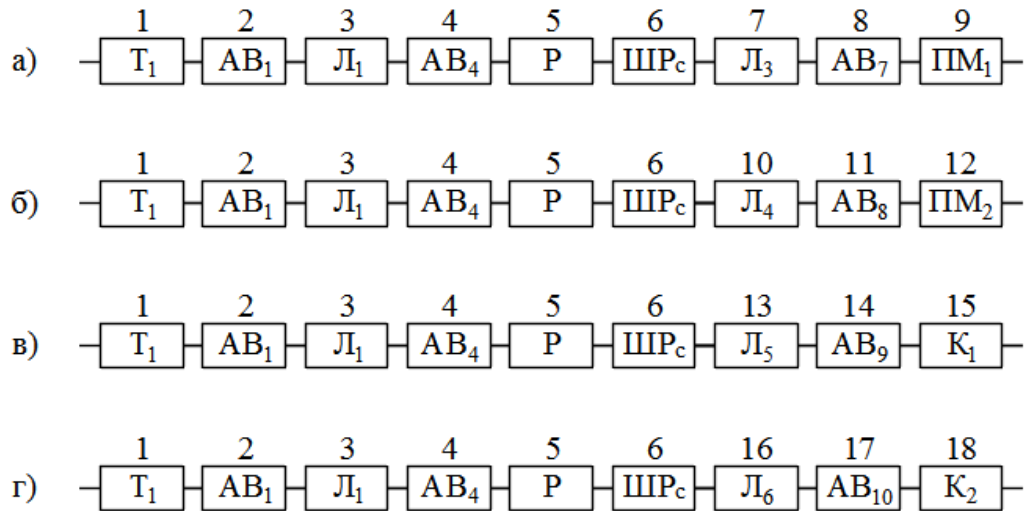 1 2 3 4 5 6 7 8 9
а) Т₁ АВ₁ Л₁ АВ₄ Р ШРс Л₃ АВ₇ ПМ₁
1 2 3 4 5 6 10 11 12
б) Т₁ АВ₁ Л₁ АВ₄ Р ШРс Л₄ АВ₈ ПМ₂
1 2 3 4 5 6 13 14 15
в) Т₁ АВ₁ Л₁ АВ₄ Р ШРс Л₅ АВ₉ К₁
1 2 3 4 5 6 16 17 18
г) Т₁ АВ₁ Л₁ АВ₄ Р ШРс Л₆ АВ₁₀ К₂